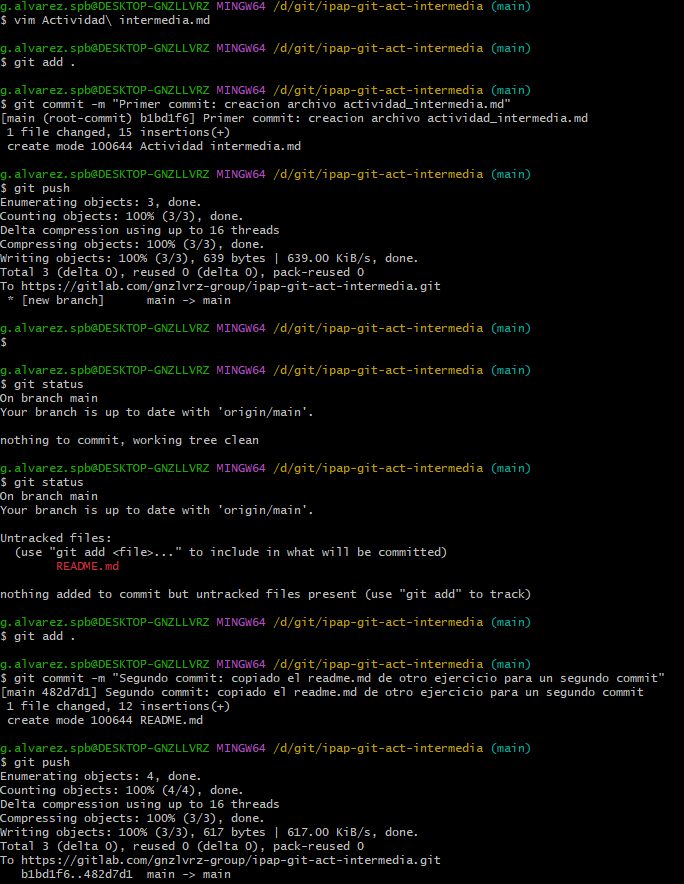 g.alvarez.spb@DESKTOP-GNZLLVRZ MINGW64 /d/git/ipap-git-act-intermedia (main)
$ vim Actividad\ intermedia.md
g.alvarez.spb@DESKTOP-GNZLLVRZ MINGW64 /d/git/ipap-git-act-intermedia (main)
$ git add .
g.alvarez.spb@DESKTOP-GNZLLVRZ MINGW64 /d/git/ipap-git-act-intermedia (main)
$ git commit -m "Primer commit: creacion archivo actividad_intermedia.md"
[main (root-commit) b1bd1f6] Primer commit: creacion archivo actividad_intermedia.md
 1 file changed, 15 insertions(+)
 create mode 100644 Actividad intermedia.md
g.alvarez.spb@DESKTOP-GNZLLVRZ MINGW64 /d/git/ipap-git-act-intermedia (main)
$ git push
Enumerating objects: 3, done.
Counting objects: 100% (3/3), done.
Delta compression using up to 16 threads
Compressing objects: 100% (3/3), done.
Writing objects: 100% (3/3), 639 bytes | 639.00 KiB/s, done.
Total 3 (delta 0), reused 0 (delta 0), pack-reused 0
To https://gitlab.com/gnzlvrz-group/ipap-git-act-intermedia.git
 * [new branch]      main -> main
g.alvarez.spb@DESKTOP-GNZLLVRZ MINGW64 /d/git/ipap-git-act-intermedia (main)
$
g.alvarez.spb@DESKTOP-GNZLLVRZ MINGW64 /d/git/ipap-git-act-intermedia (main)
$ git status
On branch main
Your branch is up to date with 'origin/main'.
nothing to commit, working tree clean
g.alvarez.spb@DESKTOP-GNZLLVRZ MINGW64 /d/git/ipap-git-act-intermedia (main)
$ git status
On branch main
Your branch is up to date with 'origin/main'.
Untracked files:
  (use "git add <file>..." to include in what will be committed)
        README.md
nothing added to commit but untracked files present (use "git add" to track)
g.alvarez.spb@DESKTOP-GNZLLVRZ MINGW64 /d/git/ipap-git-act-intermedia (main)
$ git add .
g.alvarez.spb@DESKTOP-GNZLLVRZ MINGW64 /d/git/ipap-git-act-intermedia (main)
$ git commit -m "Segundo commit: copiado el readme.md de otro ejercicio para un segundo commit"
[main 482d7d1] Segundo commit: copiado el readme.md de otro ejercicio para un segundo commit
 1 file changed, 12 insertions(+)
 create mode 100644 README.md
g.alvarez.spb@DESKTOP-GNZLLVRZ MINGW64 /d/git/ipap-git-act-intermedia (main)
$ git push
Enumerating objects: 4, done.
Counting objects: 100% (4/4), done.
Delta compression using up to 16 threads
Compressing objects: 100% (3/3), done.
Writing objects: 100% (3/3), 617 bytes | 617.00 KiB/s, done.
Total 3 (delta 0), reused 0 (delta 0), pack-reused 0
To https://gitlab.com/gnzlvrz-group/ipap-git-act-intermedia.git
   b1bd1f6..482d7d1  main -> main